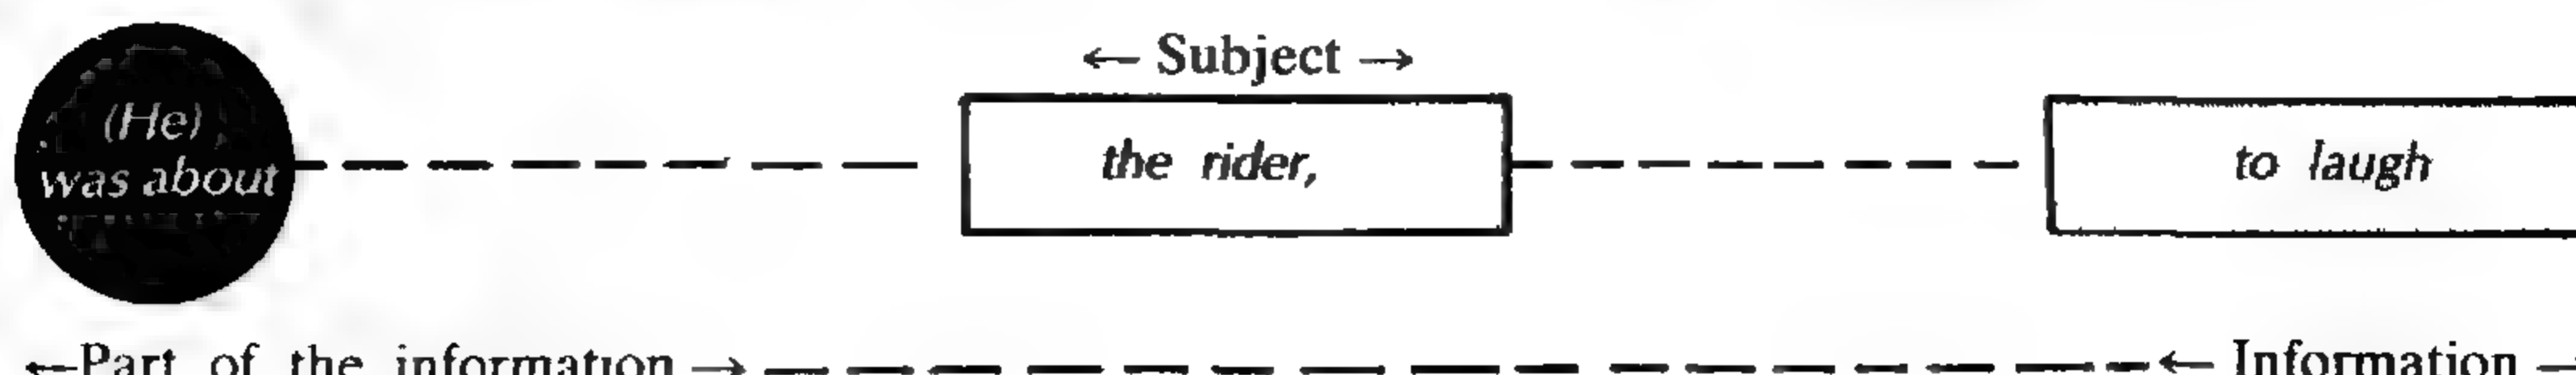 ← Subject →
(He)
was about
the rider,
to laugh
←Part of the information →
← Information →